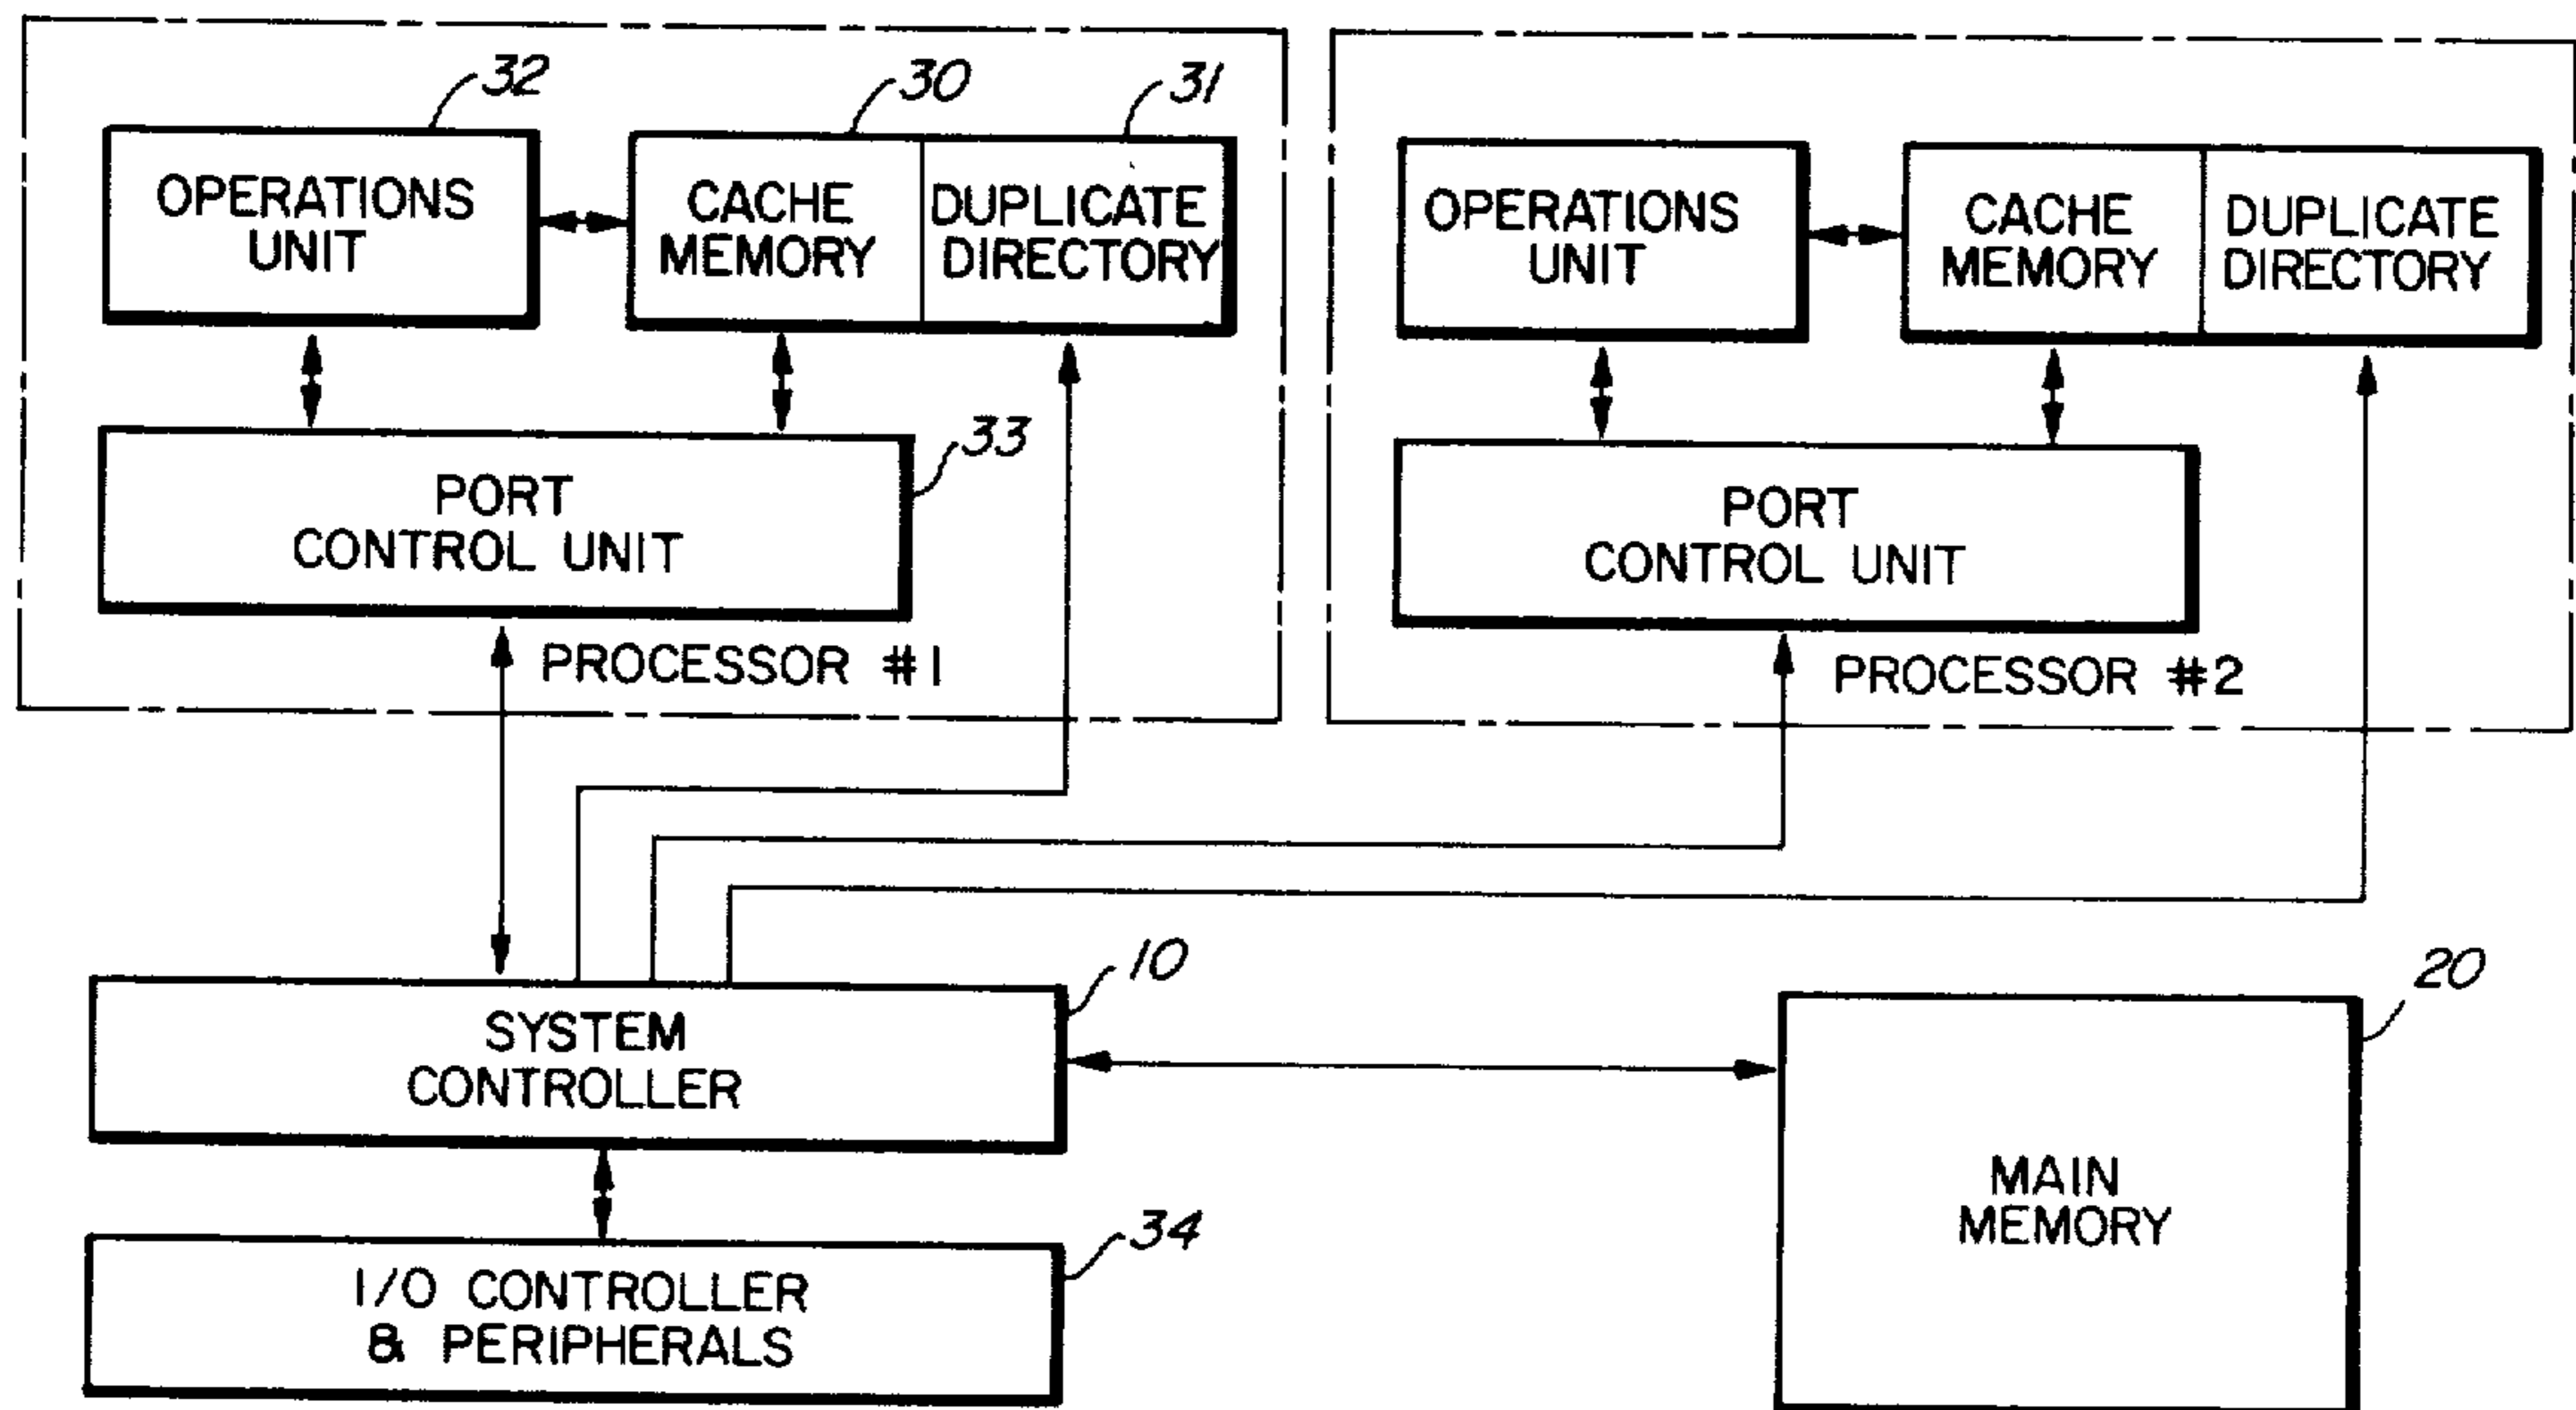 32
30
31
OPERATIONS
UNIT
CACHE
MEMORY
DUPLICATE
DIRECTORY
33
PORT
CONTROL UNIT
PROCESSOR #1
OPERATIONS
UNIT
CACHE
MEMORY
DUPLICATE
DIRECTORY
PORT
CONTROL UNIT
PROCESSOR #2
10
SYSTEM
CONTROLLER
20
MAIN
MEMORY
34
I/O CONTROLLER
& PERIPHERALS